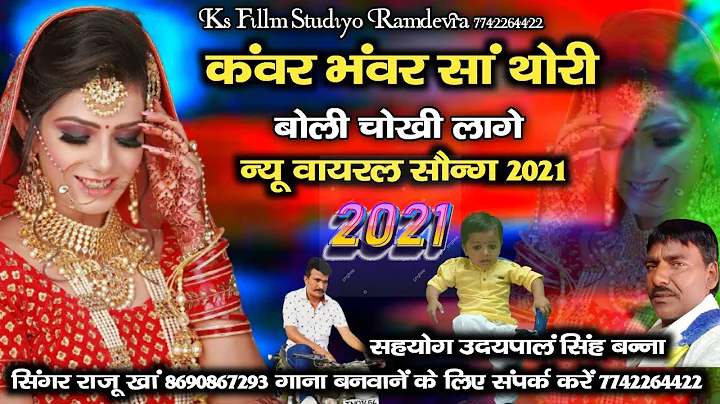 Ks Fillm Studiyo Ramdevra 7742264422
कंवर भंवर सां थोरी
बोली चोखी लागे
न्यू वायरल सौन्ग 2021
2021
सहयोग उदयपालं सिंह बन्ना
सिंगर राजू खां 8690867293 गाना बनवानें के लिए संपर्क करें 7742264422